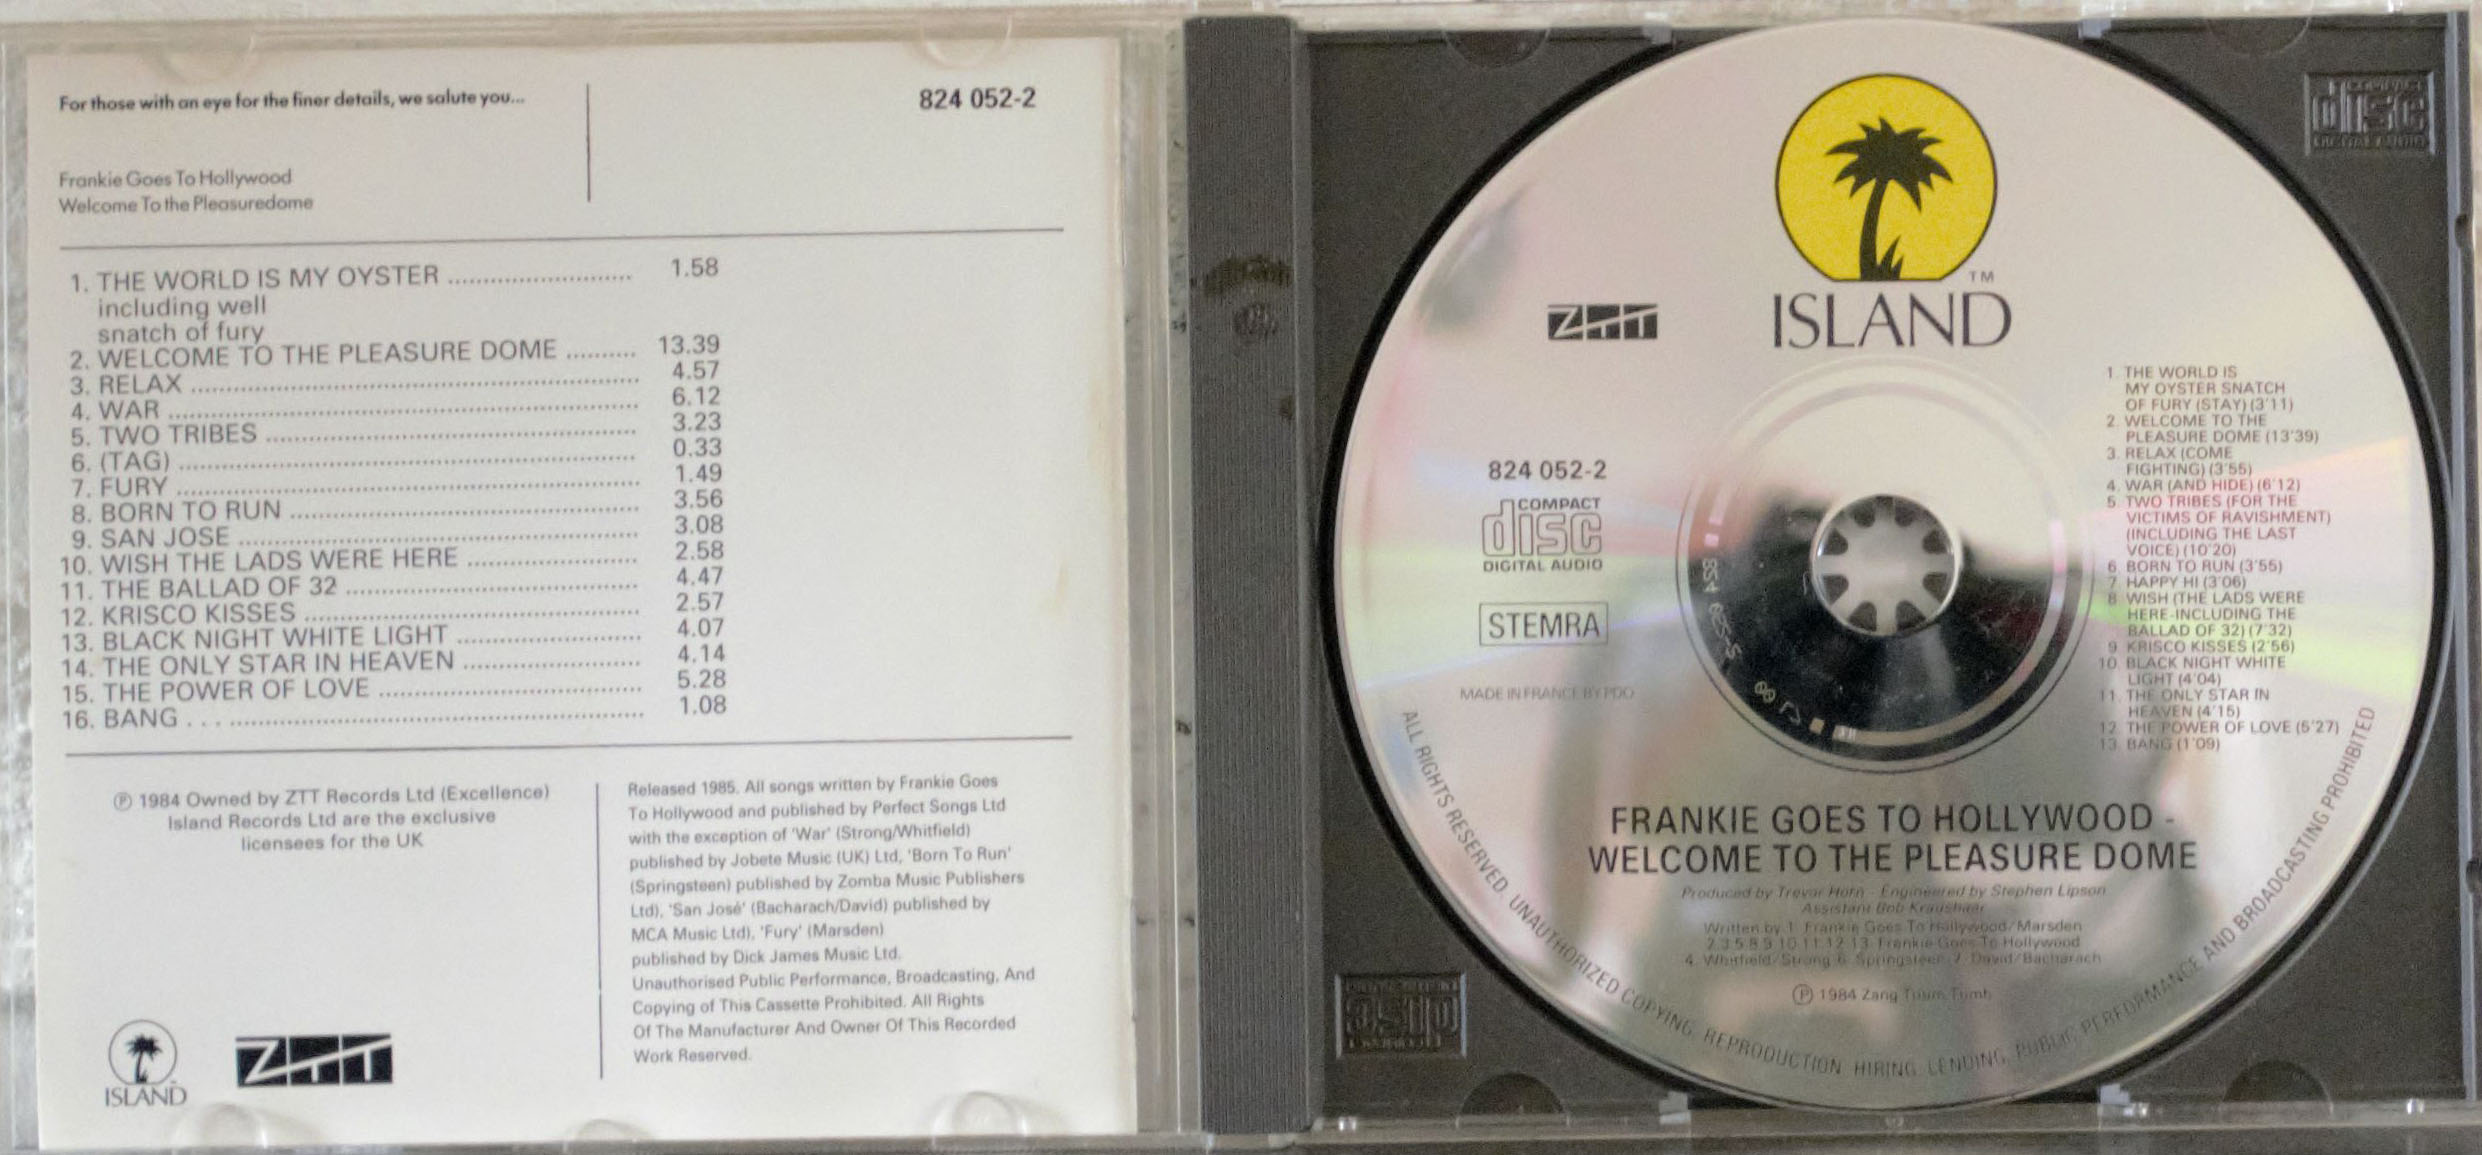 For those with an eye for the finer details, we salute you...
824 052-2
Frankie Goes To Hollywood
Welcome To the Pleasuredome
1. THE WORLD IS MY OYSTER ........................ 1.58
including well
snatch of fury
2. WELCOME TO THE PLEASURE DOME .......... 13.39
3. RELAX ........................ 4.57
4. WAR ........................ 6.12
5. TWO TRIBES ........................ 3.23
6. (TAG) ........................ 0.33
7. FURY ........................ 1.49
8. BORN TO RUN ........................ 3.56
9. SAN JOSE ........................ 3.08
10. WISH THE LADS WERE HERE ........................ 2.58
11. THE BALLAD OF 32 ........................ 4.47
12. KRISCO KISSES ........................ 2.57
13. BLACK NIGHT WHITE LIGHT ........................ 4.07
14. THE ONLY STAR IN HEAVEN ........................ 4.14
15. THE POWER OF LOVE ........................ 5.28
16. BANG . . . ........................ 1.08
Ⓟ 1984 Owned by ZTT Records Ltd (Excellence)
Island Records Ltd are the exclusive
licensees for the UK
ISLAND
ZTT
Released 1985. All songs written by Frankie Goes
To Hollywood and published by Perfect Songs Ltd
with the exception of 'War' (Strong/Whitfield)
published by Jobete Music (UK) Ltd, 'Born To Run'
(Springsteen) published by Zomba Music Publishers
Ltd), 'San José' (Bacharach/David) published by
MCA Music Ltd), 'Fury' (Marsden)
published by Dick James Music Ltd.
Unauthorised Public Performance, Broadcasting, And
Copying of This Cassette Prohibited. All Rights
Of The Manufacturer And Owner Of This Recorded
Work Reserved.
COMPACT
disc
DIGITAL AUDIO
TM
ISLAND
ZTT
824 052-2
COMPACT
disc
DIGITAL AUDIO
STEMRA
MADE IN FRANCE BY PDO
1. THE WORLD IS
MY OYSTER SNATCH
OF FURY (STAY) (3'11)
2. WELCOME TO THE
PLEASURE DOME (13'39)
3. RELAX (COME
FIGHTING) (3'55)
4. WAR (AND HIDE) (6'12)
5. TWO TRIBES (FOR THE
VICTIMS OF RAVISHMENT)
(INCLUDING THE LAST
VOICE) (10'20)
6. BORN TO RUN (3'55)
7. HAPPY HI (3'06)
8. WISH (THE LADS WERE
HERE-INCLUDING THE
BALLAD OF 32) (7'32)
9. KRISCO KISSES (2'56)
10. BLACK NIGHT WHITE
LIGHT (4'04)
11. THE ONLY STAR IN
HEAVEN (4'15)
12. THE POWER OF LOVE (5'27)
13. BANG (1'09)
FRANKIE GOES TO HOLLYWOOD -
WELCOME TO THE PLEASURE DOME
Produced by Trevor Horn - Engineered by Stephen Lipson
Assistant Bob Kraushaar
Written by 1. Frankie Goes To Hollywood/Marsden
2.3.5.8.9.10.11.12.13. Frankie Goes To Hollywood
4. Whitfield/Strong 6. Springsteen 7. David/Bacharach
Ⓟ 1984 Zang Tuum Tumb
ALL RIGHTS RESERVED. UNAUTHORIZED COPYING. REPRODUCTION. HIRING. LENDING. PUBLIC PERFORMANCE AND BROADCASTING PROHIBITED
COMPACT
disc